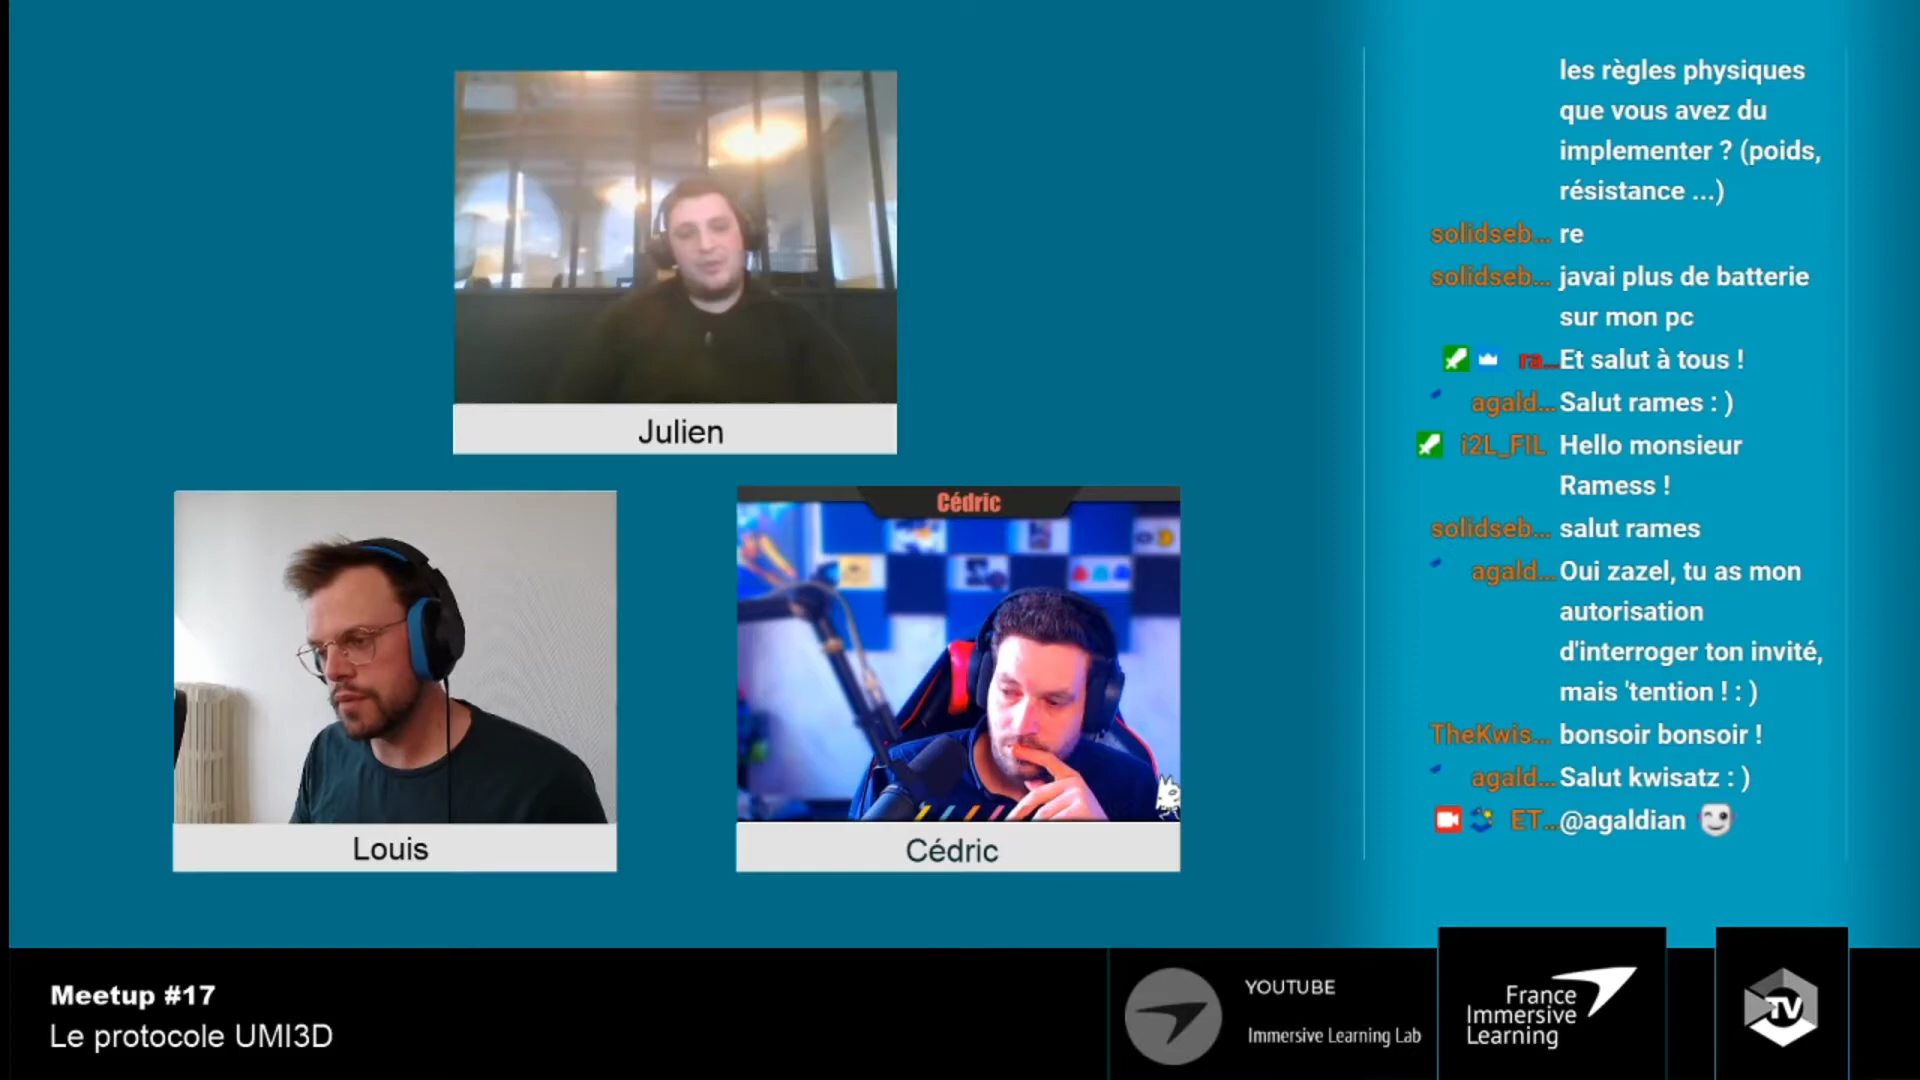 Julien
Louis
Cédric
Cédric
les règles physiques
que vous avez du
implementer ? (poids,
résistance ...)
solidseb... re
solidseb... javai plus de batterie
sur mon pc
ra... Et salut à tous !
agald... Salut rames : )
i2L_FIL Hello monsieur
Ramess !
solidseb... salut rames
agald... Oui zazel, tu as mon
autorisation
d'interroger ton invité,
mais 'tention ! : )
TheKwis... bonsoir bonsoir !
agald... Salut kwisatz : )
ET... @agaldian
Meetup #17
Le protocole UMI3D
YOUTUBE
Immersive Learning Lab
France
Immersive
Learning
TV